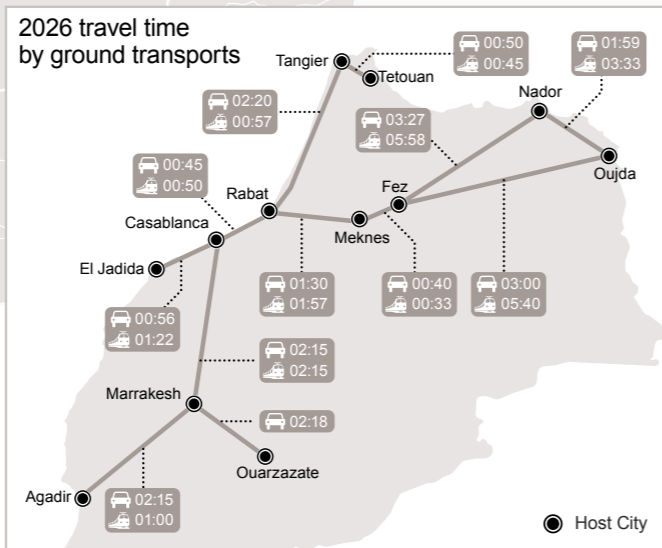 2026 travel time
by ground transports
Tangier
Tetouan
00:50
00:45
01:59
03:33
Nador
02:20
00:57
03:27
05:58
Oujda
00:45
00:50
Rabat
Fez
Casablanca
Meknes
El Jadida
01:30
01:57
00:40
00:33
03:00
05:40
00:56
01:22
02:15
02:15
Marrakesh
02:18
Ouarzazate
Agadir
02:15
01:00
Host City